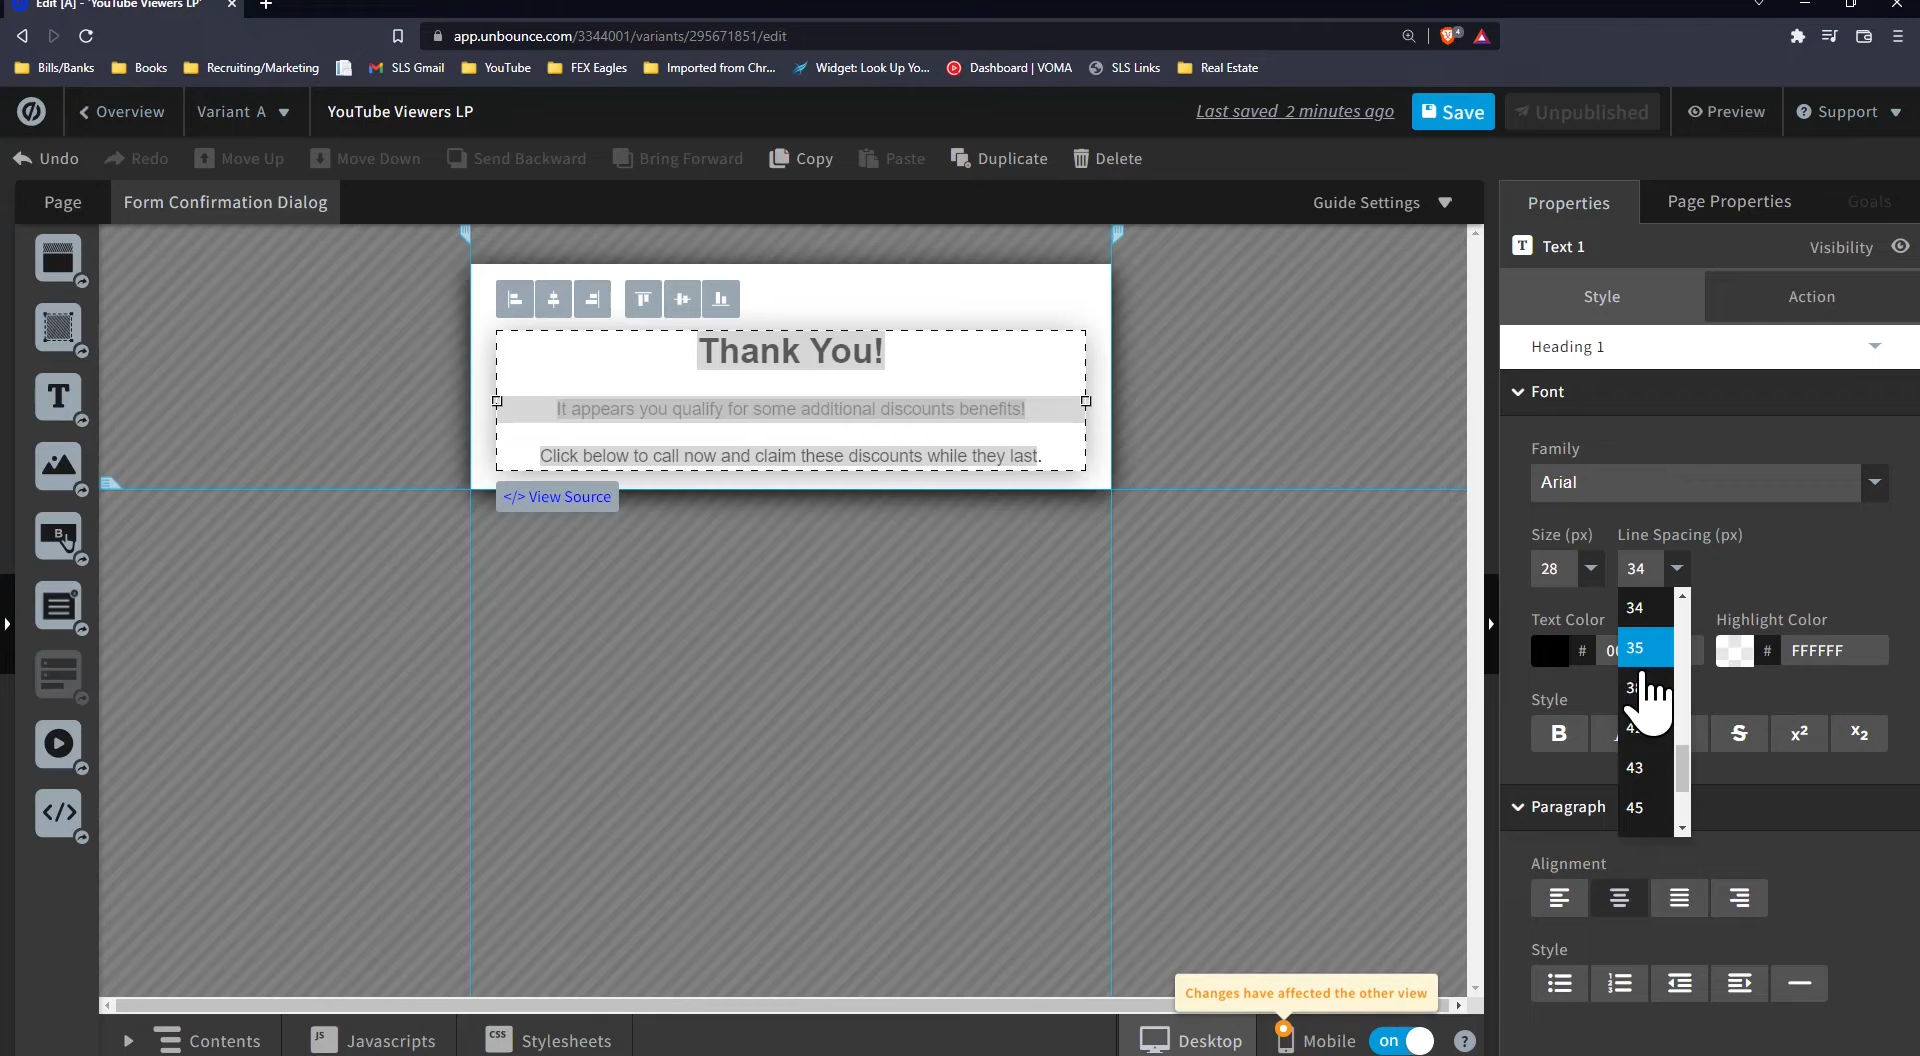 Edit [A] - 'YouTube Viewers LP'
app.unbounce.com/3344001/variants/295671851/edit
4
Bills/Banks Books Recruiting/Marketing SLS Gmail YouTube FEX Eagles Imported from Chr... Widget: Look Up Yo... Dashboard | VOMA SLS Links Real Estate
Overview Variant A YouTube Viewers LP Last saved 2 minutes ago Save Unpublished Preview Support
Undo Redo Move Up Move Down Send Backward Bring Forward Copy Paste Duplicate Delete
Page Form Confirmation Dialog Guide Settings Properties Page Properties Goals
T Text 1 Visibility
Style Action
Thank You!
It appears you qualify for some additional discounts benefits!
Click below to call now and claim these discounts while they last.
</> View Source
T
B
</>
Heading 1
Font
Family
Arial
Size (px) Line Spacing (px)
28 34
34
35
43
45
Text Color Highlight Color
# # FFFFFF
Style
B S x² x₂
Paragraph
Alignment
Style
Changes have affected the other view
Contents JS Javascripts CSS Stylesheets Desktop Mobile on ?